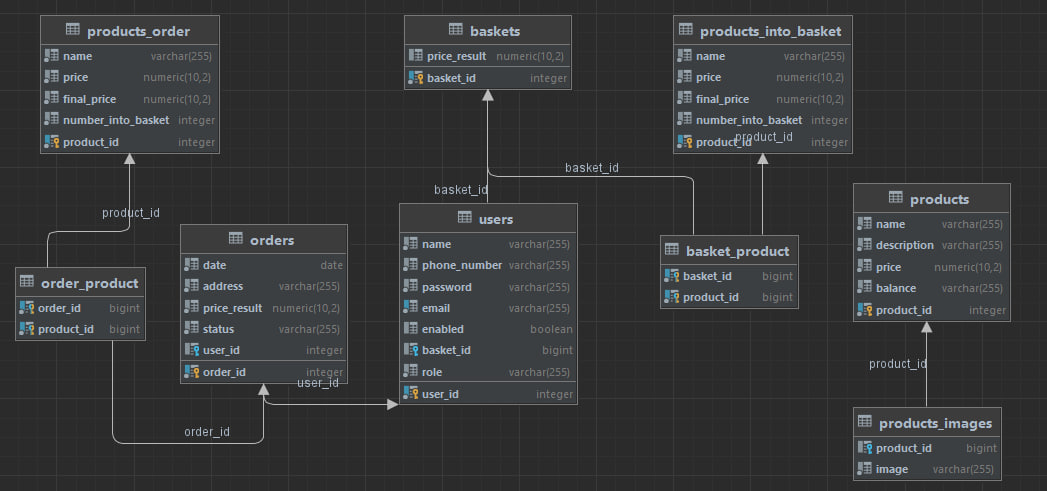 products_order
name varchar(255)
price numeric(10,2)
final_price numeric(10,2)
number_into_basket integer
product_id integer
baskets
price_result numeric(10,2)
basket_id integer
products_into_basket
name varchar(255)
price numeric(10,2)
final_price numeric(10,2)
number_into_basket integer
product_id integer
product_id
basket_id
basket_id
product_id
products
name varchar(255)
description varchar(255)
price numeric(10,2)
balance varchar(255)
product_id integer
users
name varchar(255)
phone_number varchar(255)
password varchar(255)
email varchar(255)
enabled boolean
basket_id bigint
role varchar(255)
user_id integer
orders
date date
address varchar(255)
price_result numeric(10,2)
status varchar(255)
user_id integer
order_id integer
basket_product
basket_id bigint
product_id bigint
order_product
order_id bigint
product_id bigint
user_id
order_id
product_id
products_images
product_id bigint
image varchar(255)